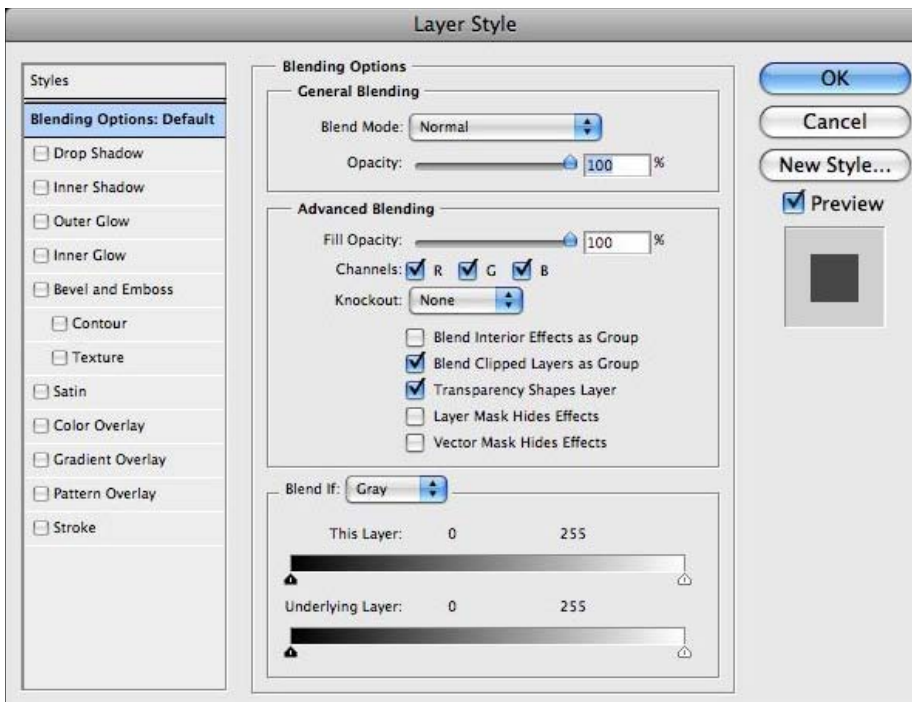 Layer Style
Styles
Blending Options: Default
Drop Shadow
Inner Shadow
Outer Glow
Inner Glow
Bevel and Emboss
Contour
Texture
Satin
Color Overlay
Gradient Overlay
Pattern Overlay
Stroke
Blending Options
General Blending
Blend Mode: Normal
Opacity: 100 %
Advanced Blending
Fill Opacity: 100 %
Channels: R G B
Knockout: None
Blend Interior Effects as Group
Blend Clipped Layers as Group
Transparency Shapes Layer
Layer Mask Hides Effects
Vector Mask Hides Effects
Blend If: Gray
This Layer: 0 255
Underlying Layer: 0 255
OK
Cancel
New Style...
Preview